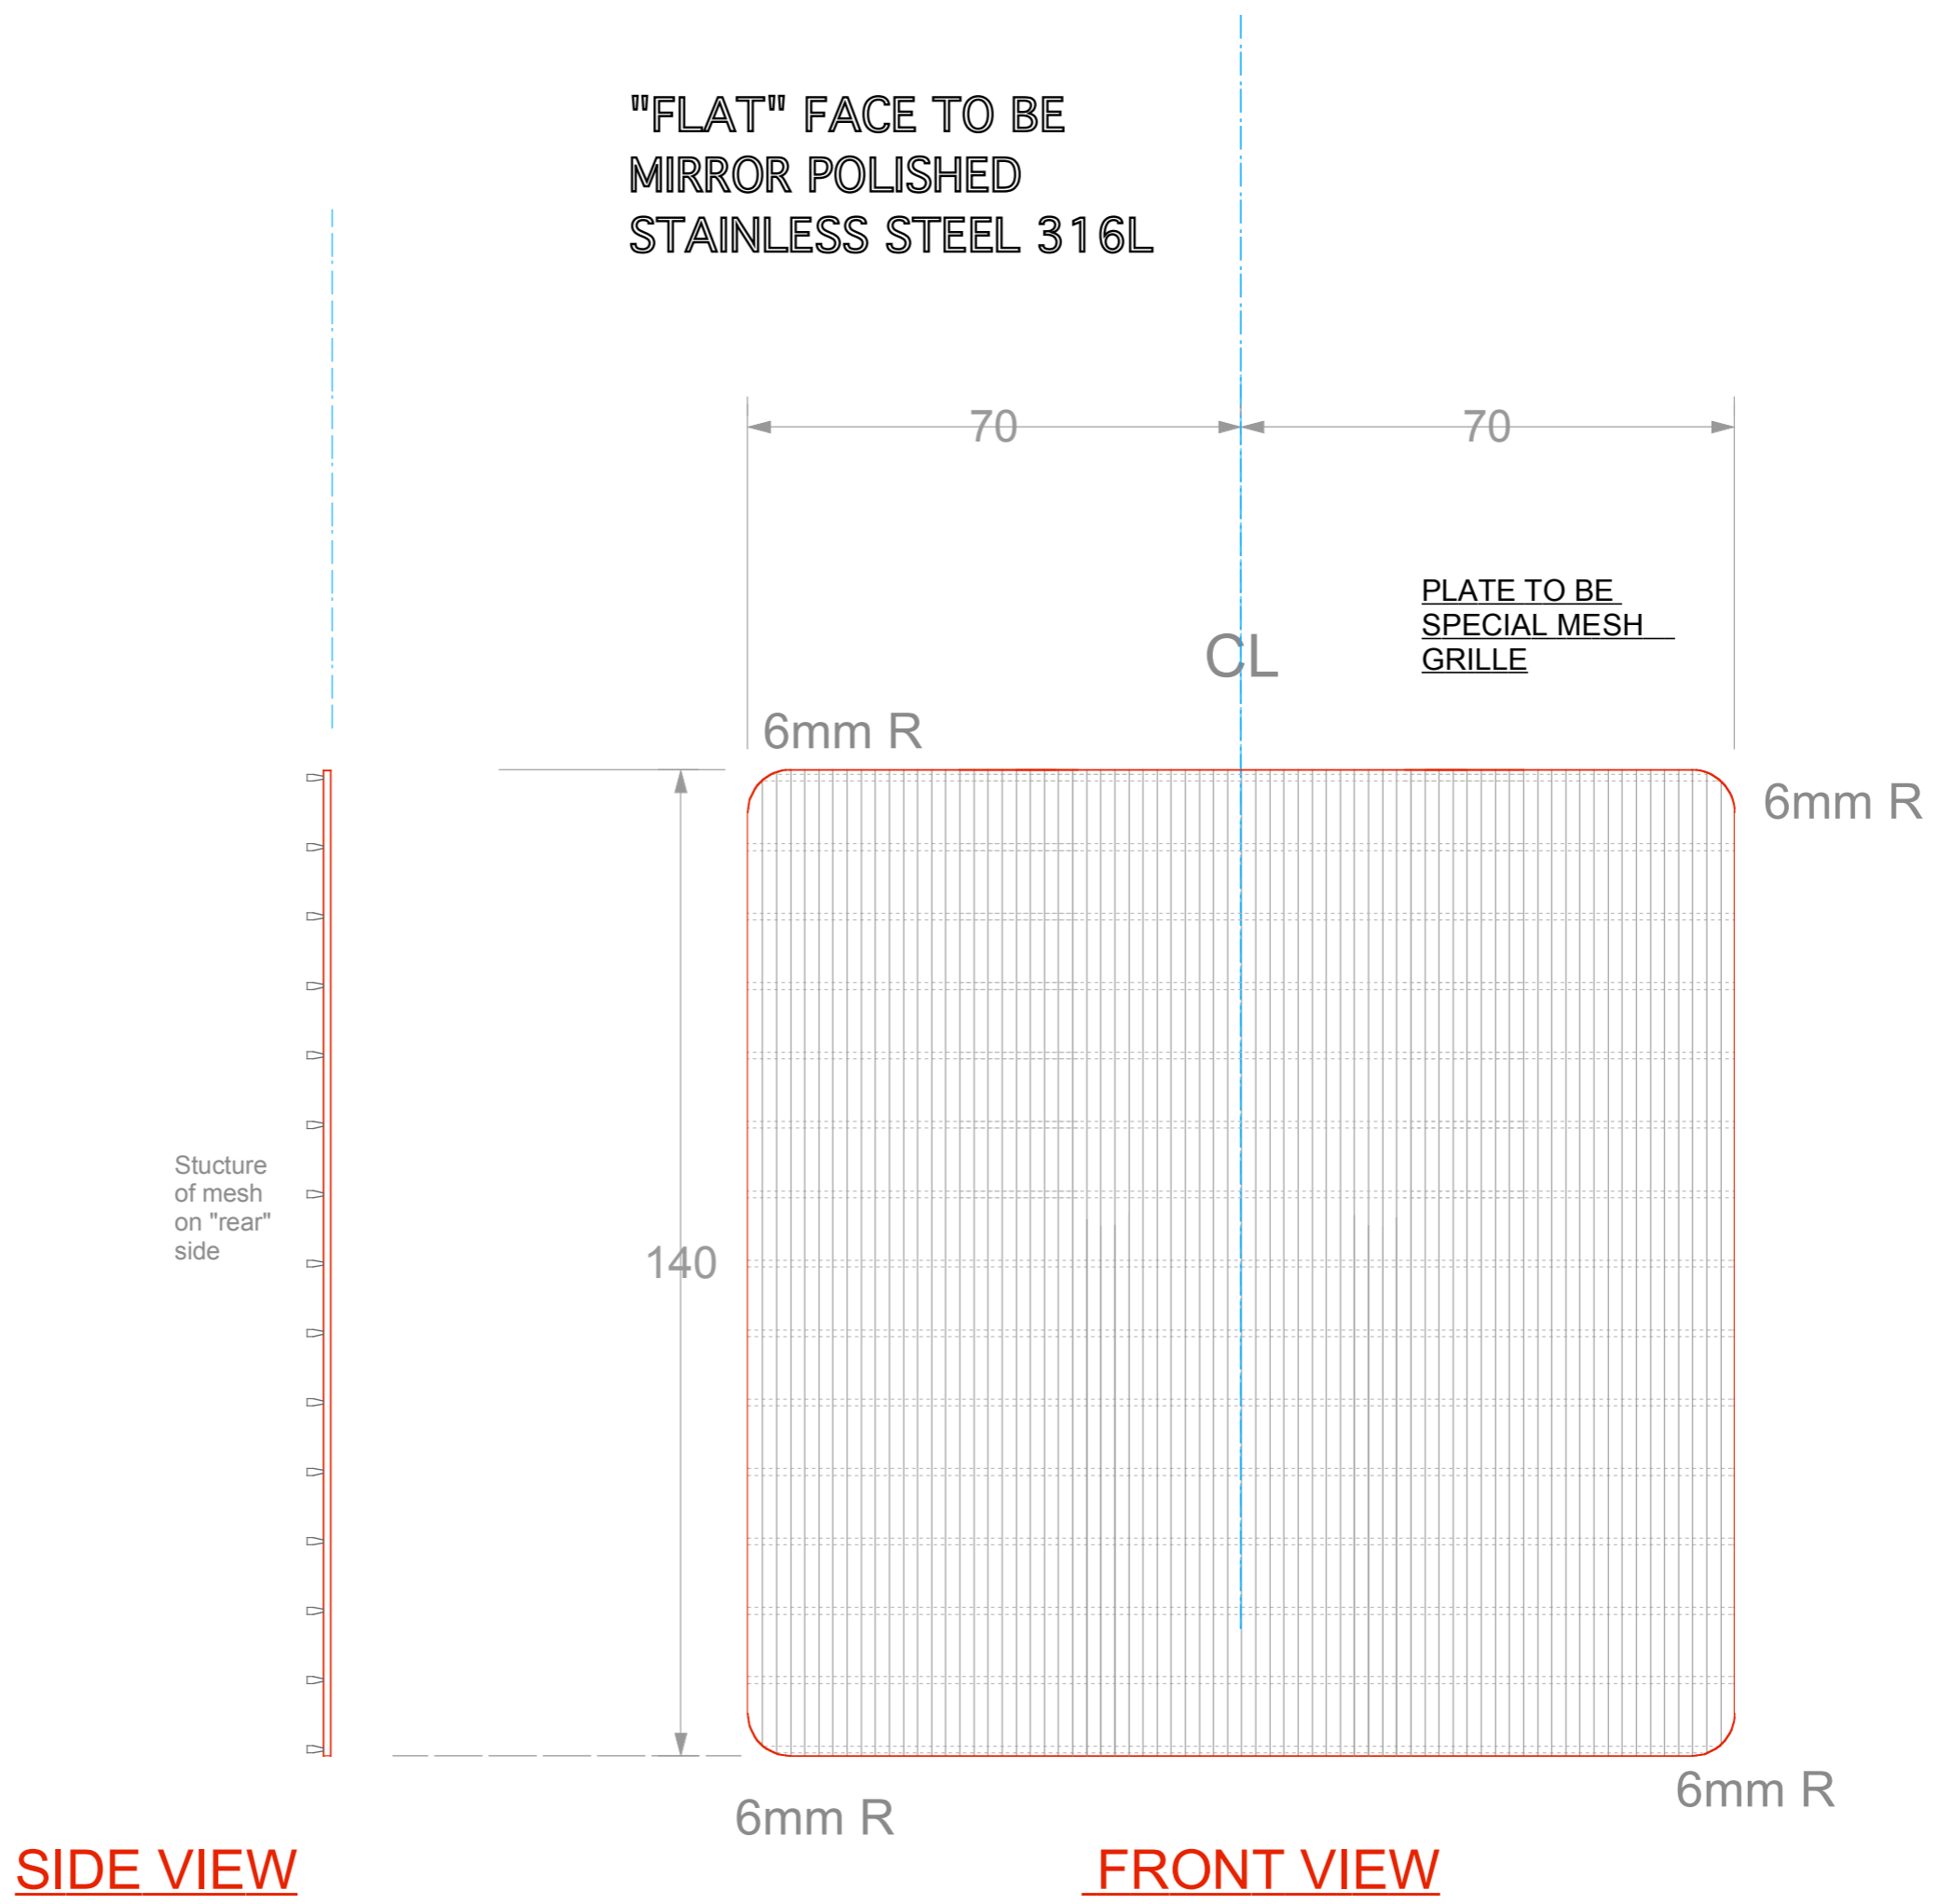 "FLAT" FACE TO BE
MIRROR POLISHED
STAINLESS STEEL 316L
70
70
PLATE TO BE
SPECIAL MESH
GRILLE
CL
6mm R
6mm R
Stucture
of mesh
on "rear"
side
140
6mm R
6mm R
SIDE VIEW
FRONT VIEW